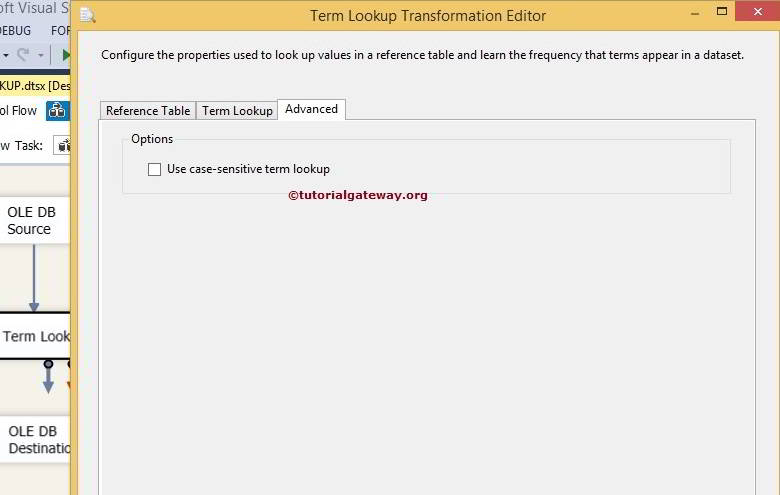 oft Visual S
Term Lookup Transformation Editor
DEBUG FO
Configure the properties used to look up values in a reference table and learn the frequency that terms appear in a dataset.
KUP.dtsx [Des
ol Flow
Reference Table Term Lookup Advanced
w Task:
Options
Use case-sensitive term lookup
©tutorialgateway.org
OLE DB
Source
Term Look
OLE DB
Destinatio